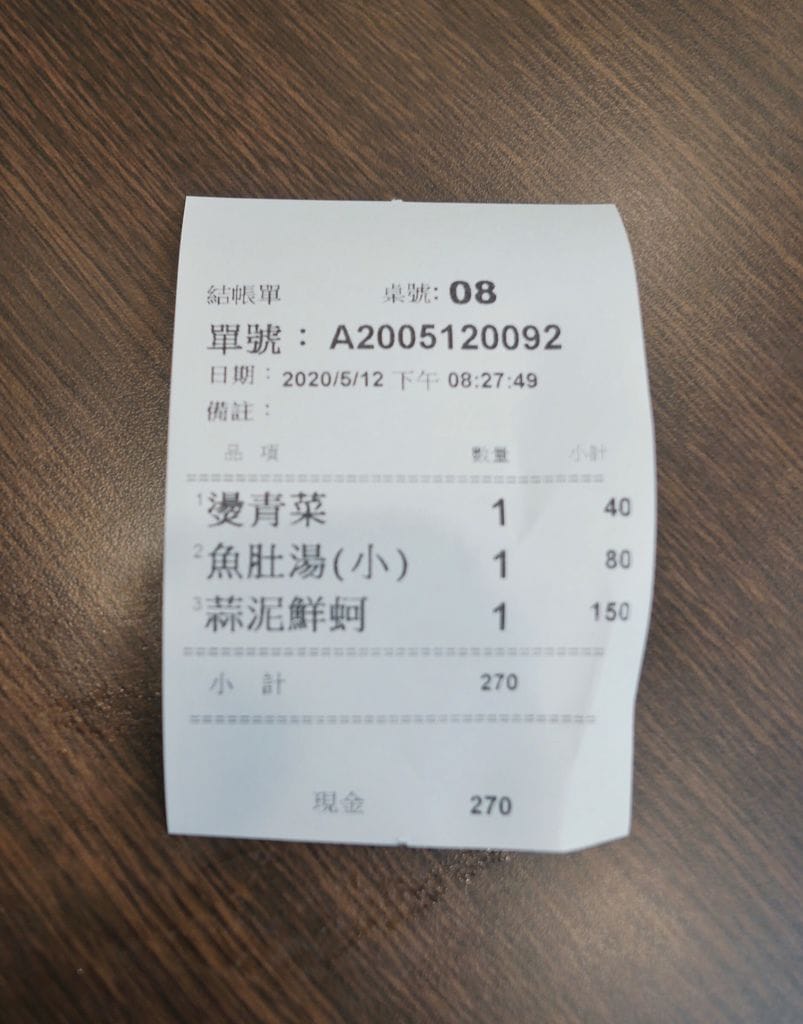 結帳單 桌號: 08
單號： A2005120092
日期： 2020/5/12 下午 08:27:49
備註：
品 項 數量 小計
1 燙青菜 1 40
2 魚肚湯(小) 1 80
3 蒜泥鮮蚵 1 150
小 計 270
現金 270